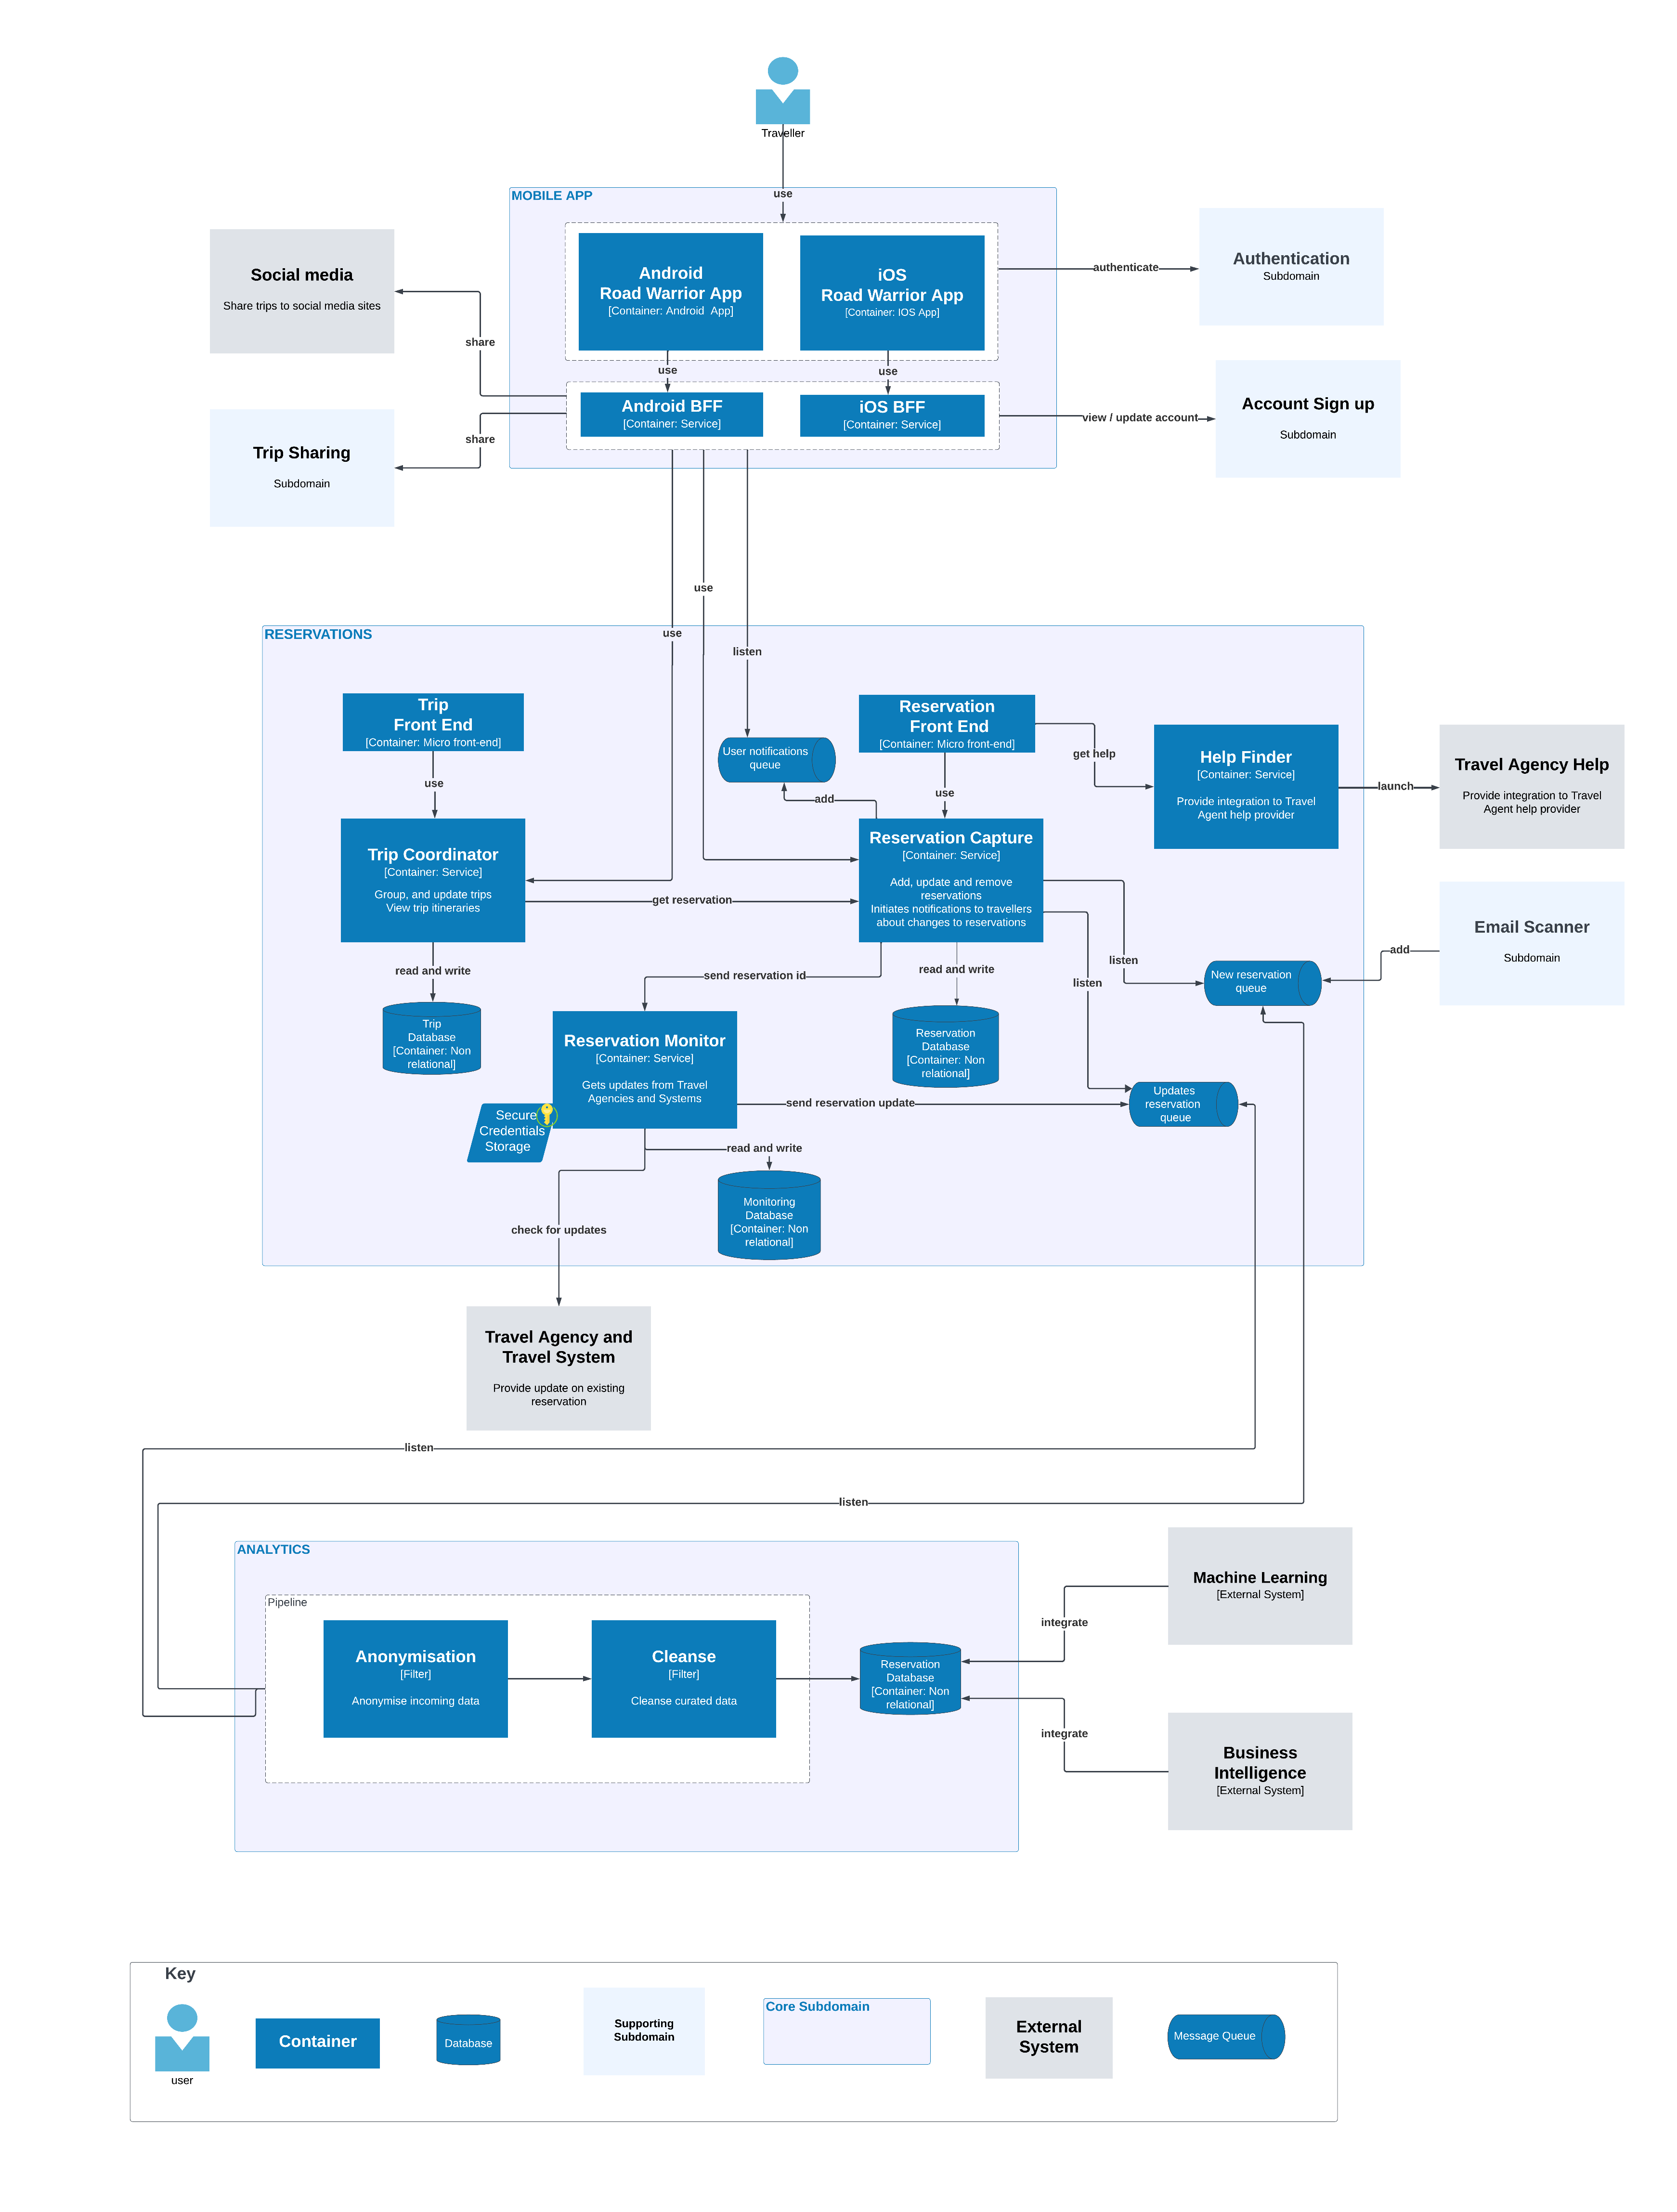 Traveller
use
MOBILE APP
Android
Road Warrior App
[Container: Android  App]
iOS
Road Warrior App
[Container: IOS App]
authenticate
Authentication
Subdomain
Social media
Share trips to social media sites
share
use
use
Android BFF
[Container: Service]
iOS BFF
[Container: Service]
view / update account
Account Sign up
Subdomain
share
Trip Sharing
Subdomain
use
use
listen
RESERVATIONS
Trip
Front End
[Container: Micro front-end]
use
User notifications
queue
add
Reservation
Front End
[Container: Micro front-end]
use
get help
Help Finder
[Container: Service]
Provide integration to Travel
Agent help provider
launch
Travel Agency Help
Provide integration to Travel
Agent help provider
Trip Coordinator
[Container: Service]
Group, and update trips
View trip itineraries
get reservation
Reservation Capture
[Container: Service]
Add, update and remove
reservations
Initiates notifications to travellers
about changes to reservations
listen
listen
New reservation
queue
add
Email Scanner
Subdomain
read and write
Trip
Database
[Container: Non
relational]
send reservation id
read and write
Reservation
Database
[Container: Non
relational]
Reservation Monitor
[Container: Service]
Gets updates from Travel
Agencies and Systems
send reservation update
Updates
reservation
queue
Secure
Credentials
Storage
read and write
Monitoring
Database
[Container: Non
relational]
check for updates
Travel Agency and
Travel System
Provide update on existing
reservation
listen
listen
ANALYTICS
Pipeline
Anonymisation
[Filter]
Anonymise incoming data
Cleanse
[Filter]
Cleanse curated data
Reservation
Database
[Container: Non
relational]
integrate
Machine Learning
[External System]
integrate
Business
Intelligence
[External System]
Key
user
Container
Database
Supporting
Subdomain
Core Subdomain
External
System
Message Queue